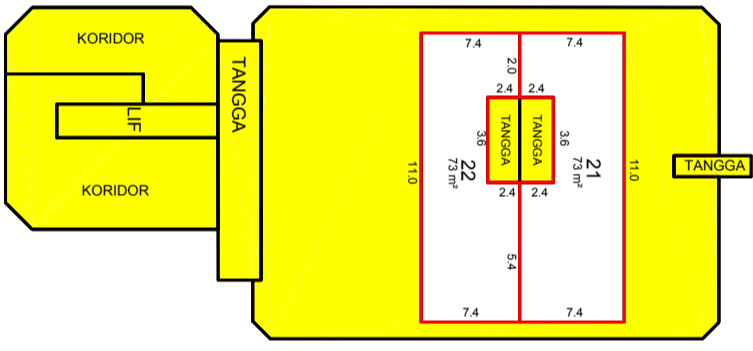 KORIDOR
LIF
KORIDOR
TANGGA
7.4
7.4
2.0
2.4
2.4
3.6
TANGGA
TANGGA
3.6
11.0
22
73 m²
21
73 m²
11.0
2.4
2.4
5.4
7.4
7.4
TANGGA